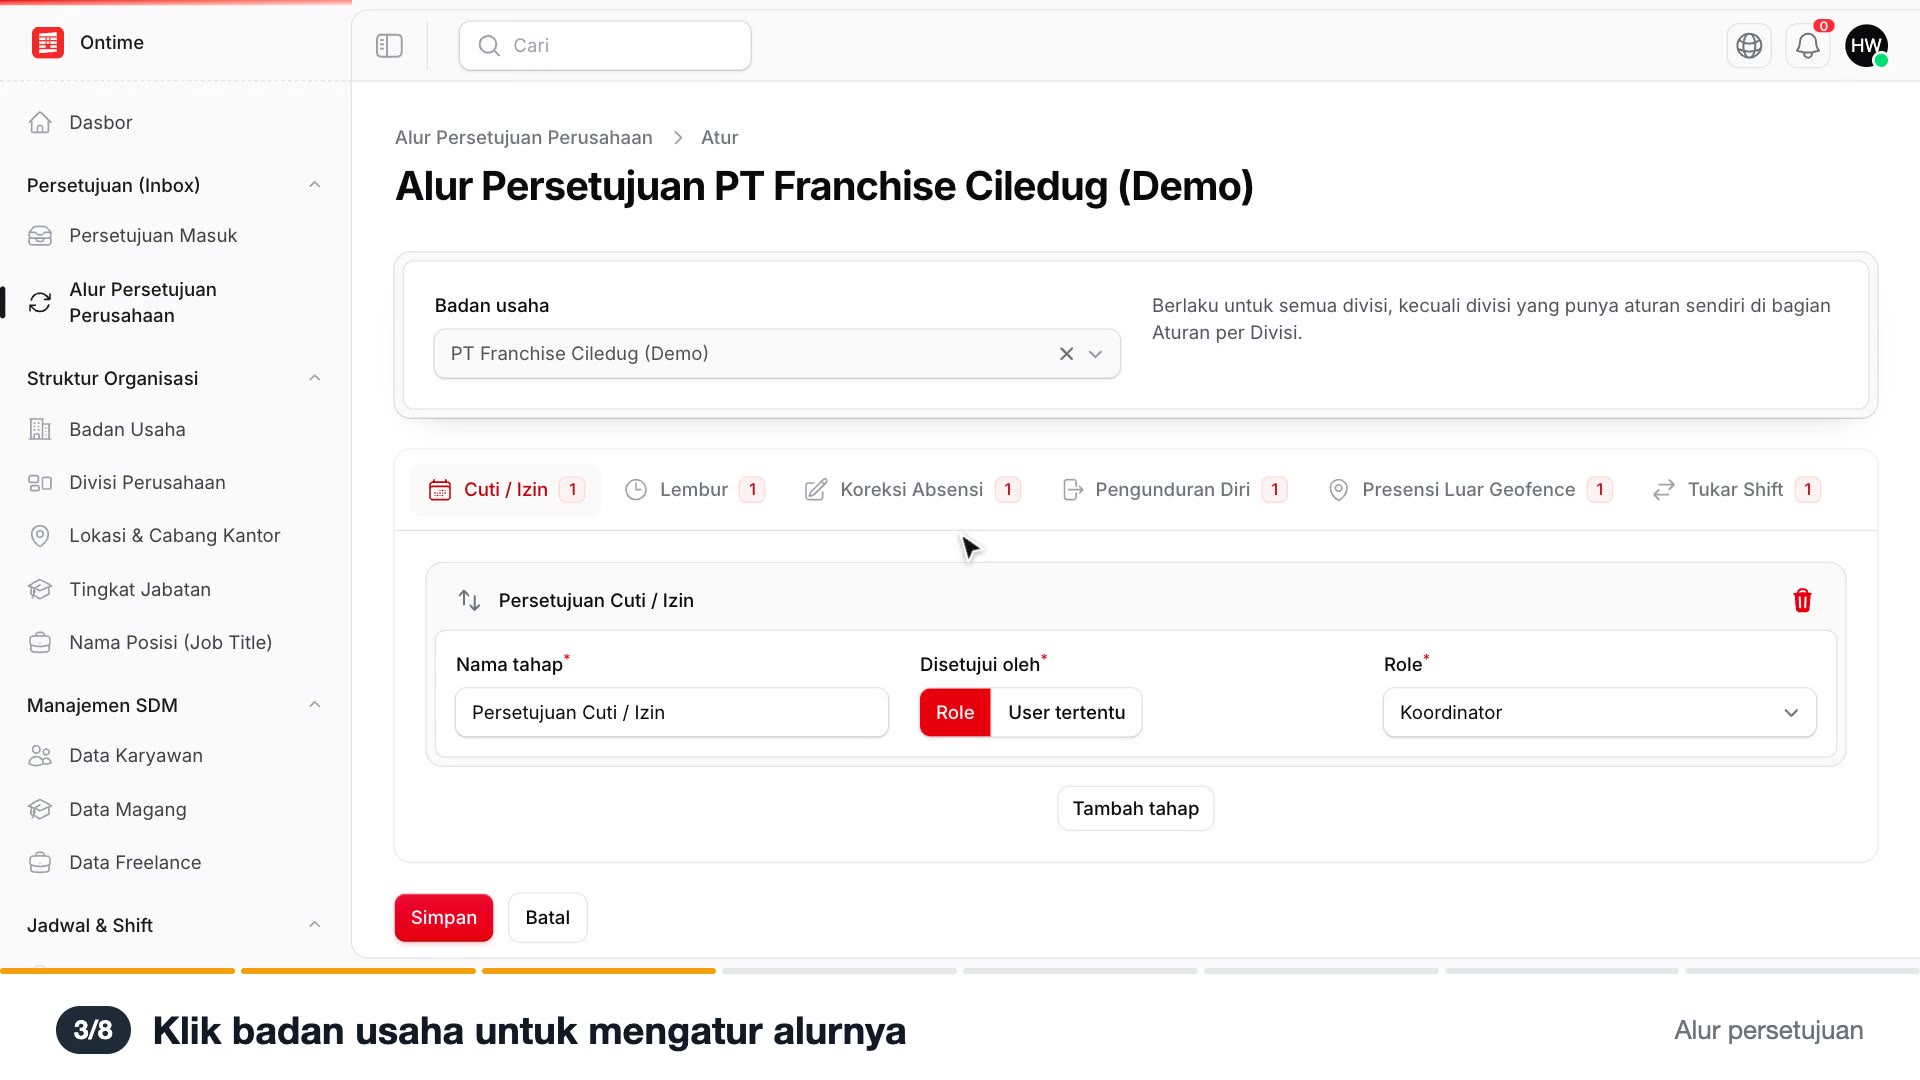 Ontime
Cari
0
HW
Dasbor
Persetujuan (Inbox)
Persetujuan Masuk
Alur Persetujuan
Perusahaan
Struktur Organisasi
Badan Usaha
Divisi Perusahaan
Lokasi & Cabang Kantor
Tingkat Jabatan
Nama Posisi (Job Title)
Manajemen SDM
Data Karyawan
Data Magang
Data Freelance
Jadwal & Shift
Alur Persetujuan Perusahaan > Atur
Alur Persetujuan PT Franchise Ciledug (Demo)
Badan usaha
PT Franchise Ciledug (Demo)
Berlaku untuk semua divisi, kecuali divisi yang punya aturan sendiri di bagian
Aturan per Divisi.
Cuti / Izin 1 Lembur 1 Koreksi Absensi 1 Pengunduran Diri 1 Presensi Luar Geofence 1 Tukar Shift 1
Persetujuan Cuti / Izin
Nama tahap* Disetujui oleh* Role*
Persetujuan Cuti / Izin Role User tertentu Koordinator
Tambah tahap
Simpan Batal
3/8 Klik badan usaha untuk mengatur alurnya Alur persetujuan